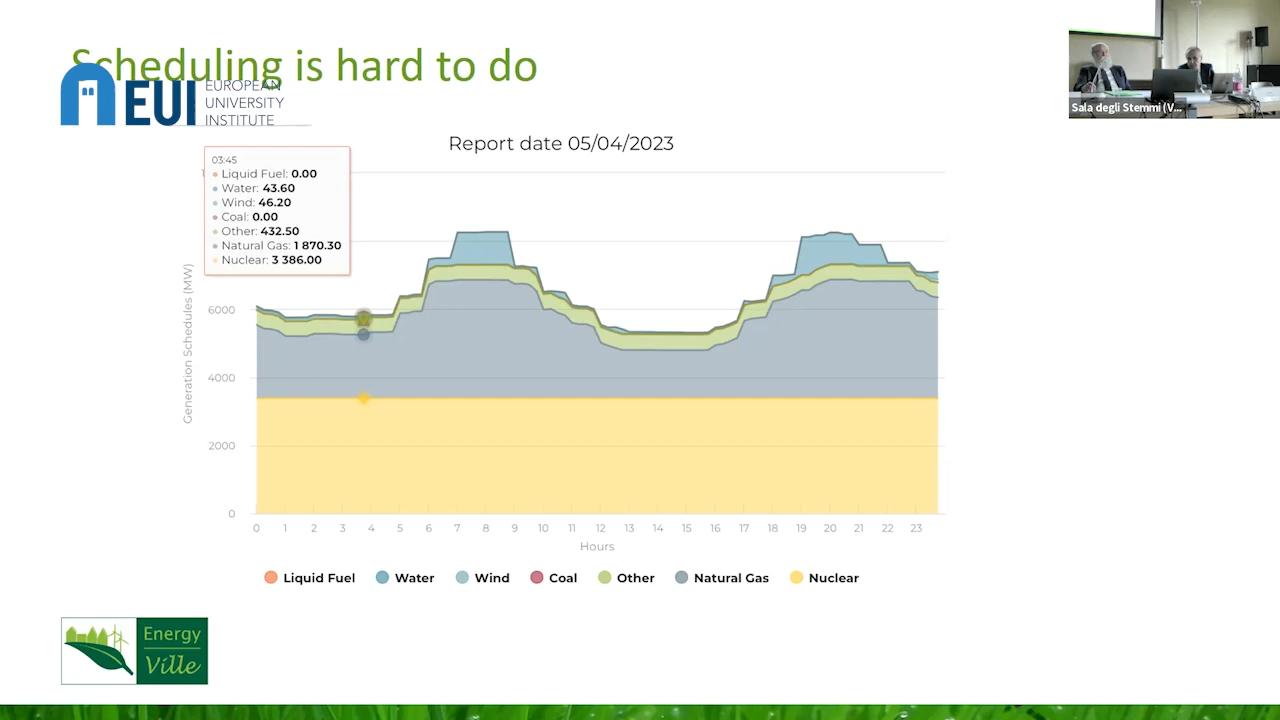 Scheduling is hard to do
EUI
EUROPEAN
UNIVERSITY
INSTITUTE
Sala degli Stemmi (V...
Report date 05/04/2023
03:45
Liquid Fuel: 0.00
Water: 43.60
Wind: 46.20
Coal: 0.00
Other: 432.50
Natural Gas: 1 870.30
Nuclear: 3 386.00
Generation Schedules (MW)
6000
4000
2000
0
0 1 2 3 4 5 6 7 8 9 10 11 12 13 14 15 16 17 18 19 20 21 22 23
Hours
Liquid Fuel Water Wind Coal Other Natural Gas Nuclear
Energy
Ville